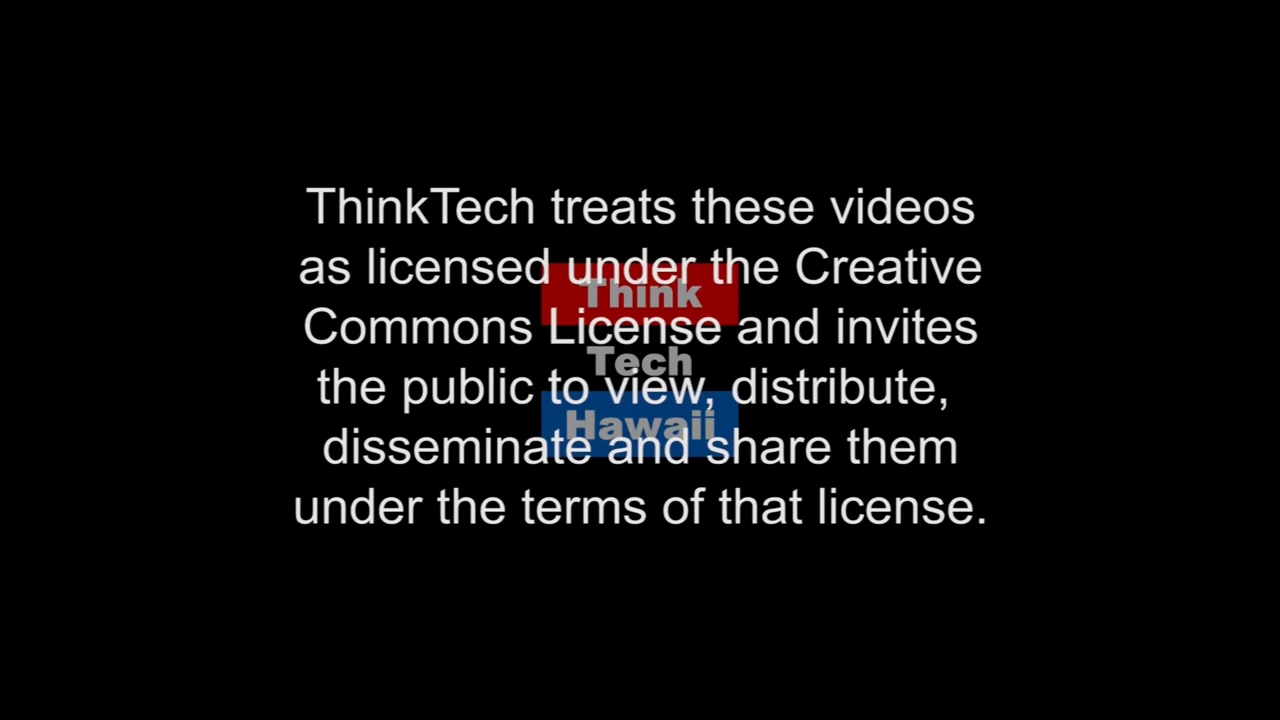 ThinkTech treats these videos
as licensed under the Creative
Think
Commons License and invites
Tech
the public to view, distribute,
Hawaii
disseminate and share them
under the terms of that license.